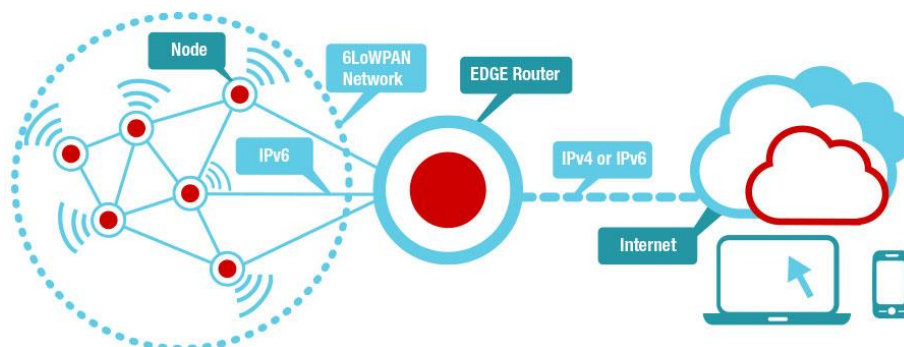 Node
6LoWPAN
Network
EDGE Router
IPv6
IPv4 or IPv6
Internet